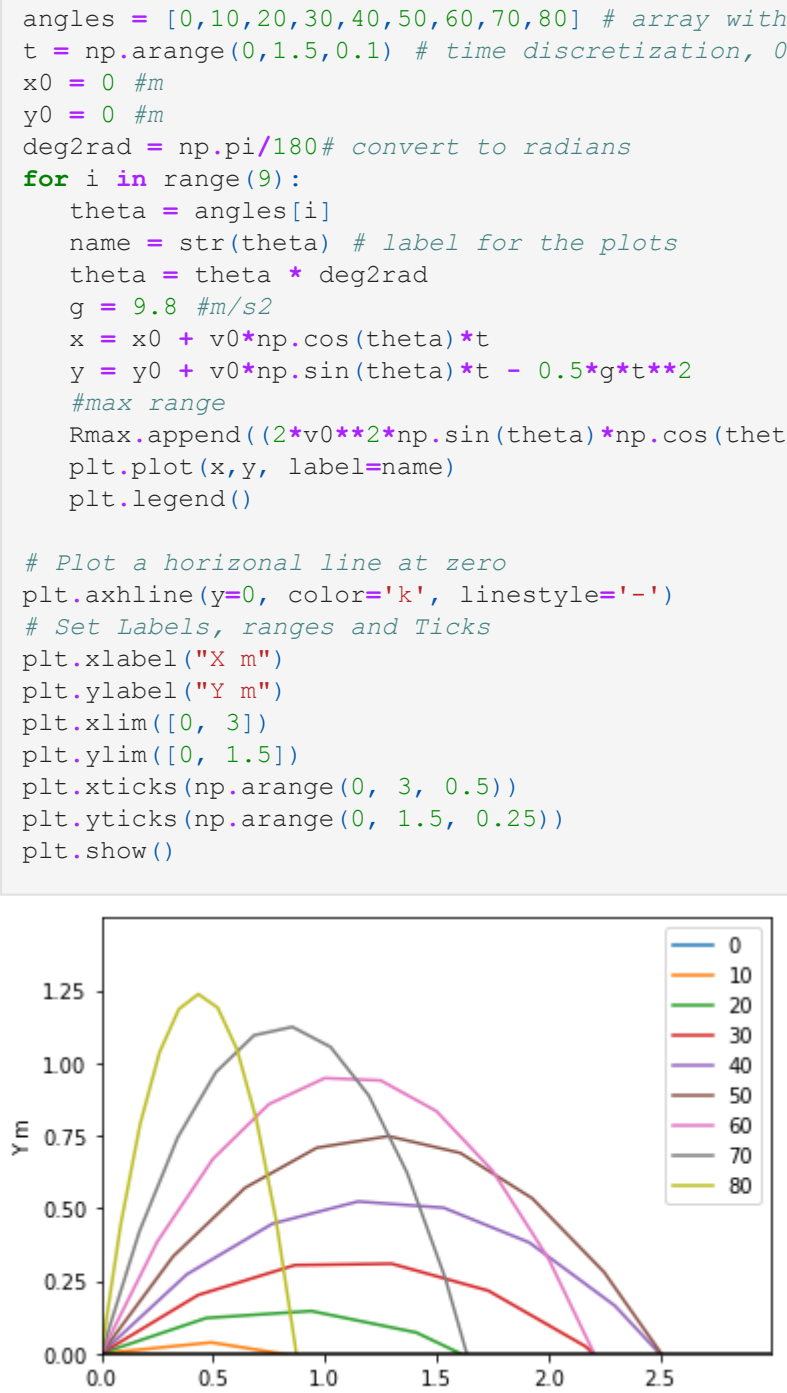 angles = [0,10,20,30,40,50,60,70,80] # array with
t = np.arange(0,1.5,0.1) # time discretization, 0
x0 = 0 #m
y0 = 0 #m
deg2rad = np.pi/180# convert to radians
for i in range(9):
   theta = angles[i]
   name = str(theta) # label for the plots
   theta = theta * deg2rad
   g = 9.8 #m/s2
   x = x0 + v0*np.cos(theta)*t
   y = y0 + v0*np.sin(theta)*t - 0.5*g*t**2
   #max range
   Rmax.append((2*v0**2*np.sin(theta)*np.cos(thet
   plt.plot(x,y, label=name)
   plt.legend()
# Plot a horizonal line at zero
plt.axhline(y=0, color='k', linestyle='-')
# Set Labels, ranges and Ticks
plt.xlabel("X m")
plt.ylabel("Y m")
plt.xlim([0, 3])
plt.ylim([0, 1.5])
plt.xticks(np.arange(0, 3, 0.5))
plt.yticks(np.arange(0, 1.5, 0.25))
plt.show()
0
10
20
30
40
50
60
70
80
1.25
1.00
0.75
0.50
0.25
0.00
Y m
0.0 0.5 1.0 1.5 2.0 2.5